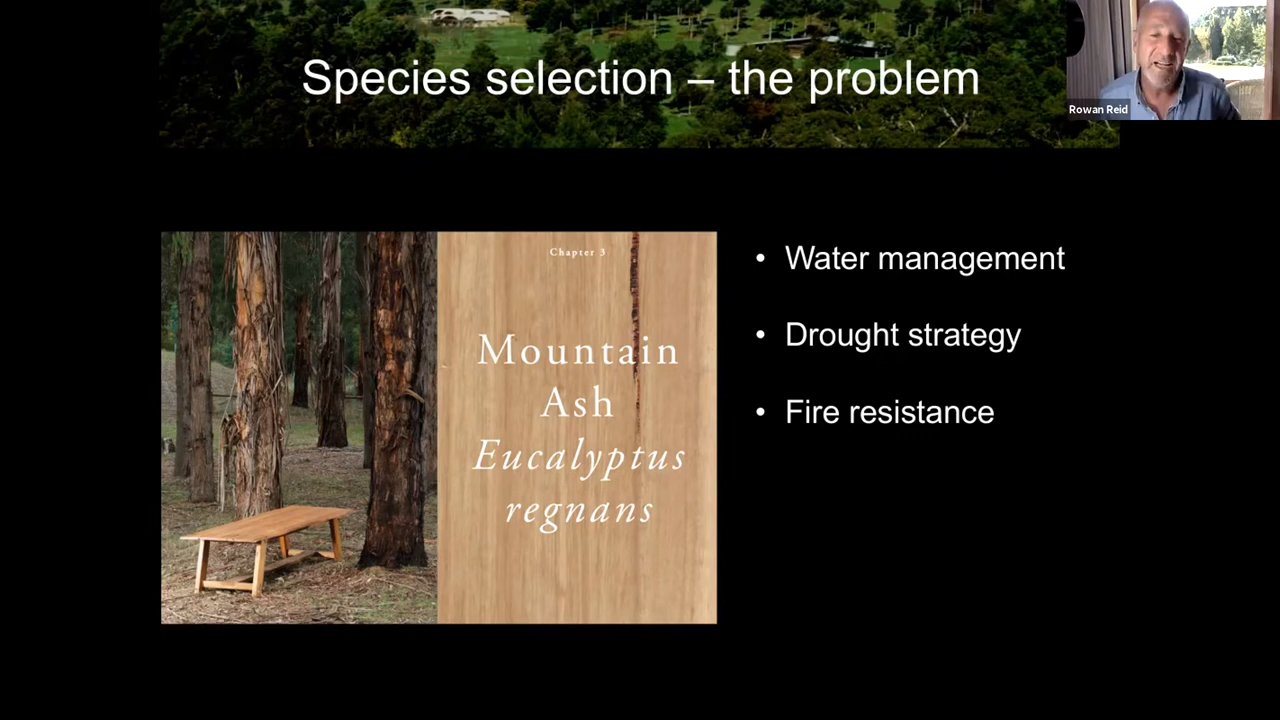 Species selection – the problem
Rowan Reid
Chapter 3
Mountain
Ash
Eucalyptus
regnans
• Water management
• Drought strategy
• Fire resistance